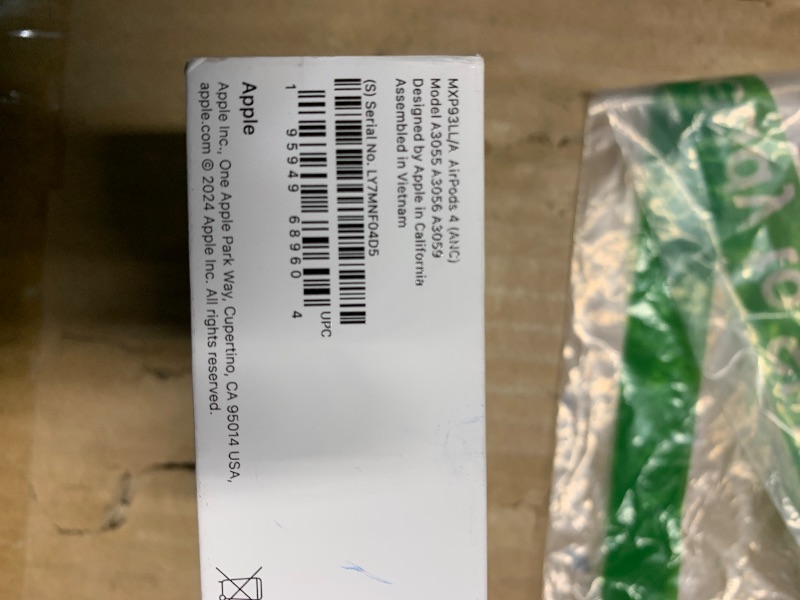 MXP93LL/A AirPods 4 (ANC)
Model A3055 A3056 A3059
Designed by Apple in California
Assembled in Vietnam
(S) Serial No. LY7MNF04D5
UPC
1 95949 68960 4
Apple
Apple Inc., One Apple Park Way, Cupertino, CA 95014 USA,
apple.com © 2024 Apple Inc. All rights reserved.